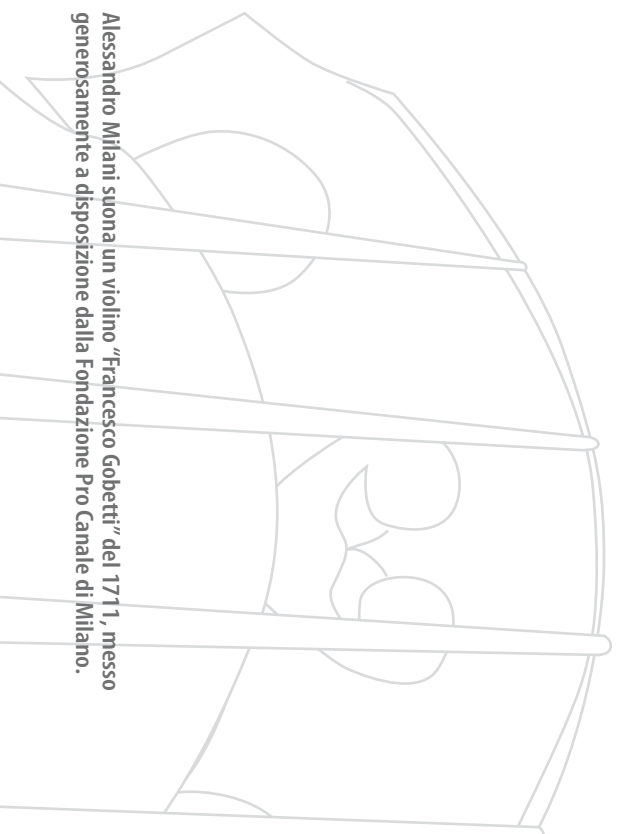 Alessandro Milani suona un violino “Francesco Gobetti” del 1711, messo
generosamente a disposizione dalla Fondazione Pro Canale di Milano.